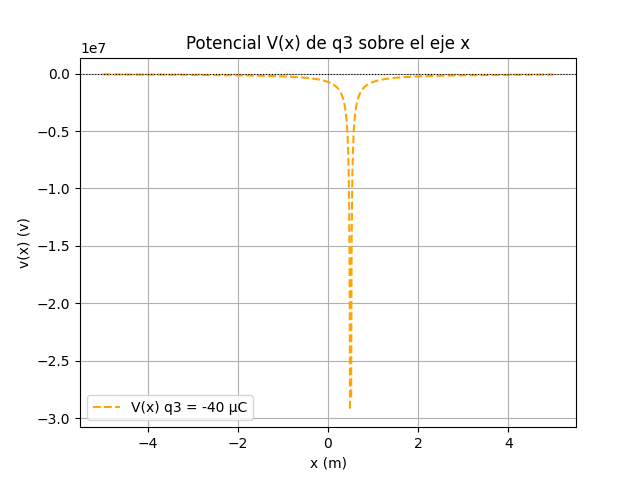 Potencial V(x) de q3 sobre el eje x
1e7
0.0
−0.5
−1.0
−1.5
−2.0
−2.5
−3.0
v(x) (v)
V(x) q3 = -40 μC
−4
−2
0
2
4
x (m)